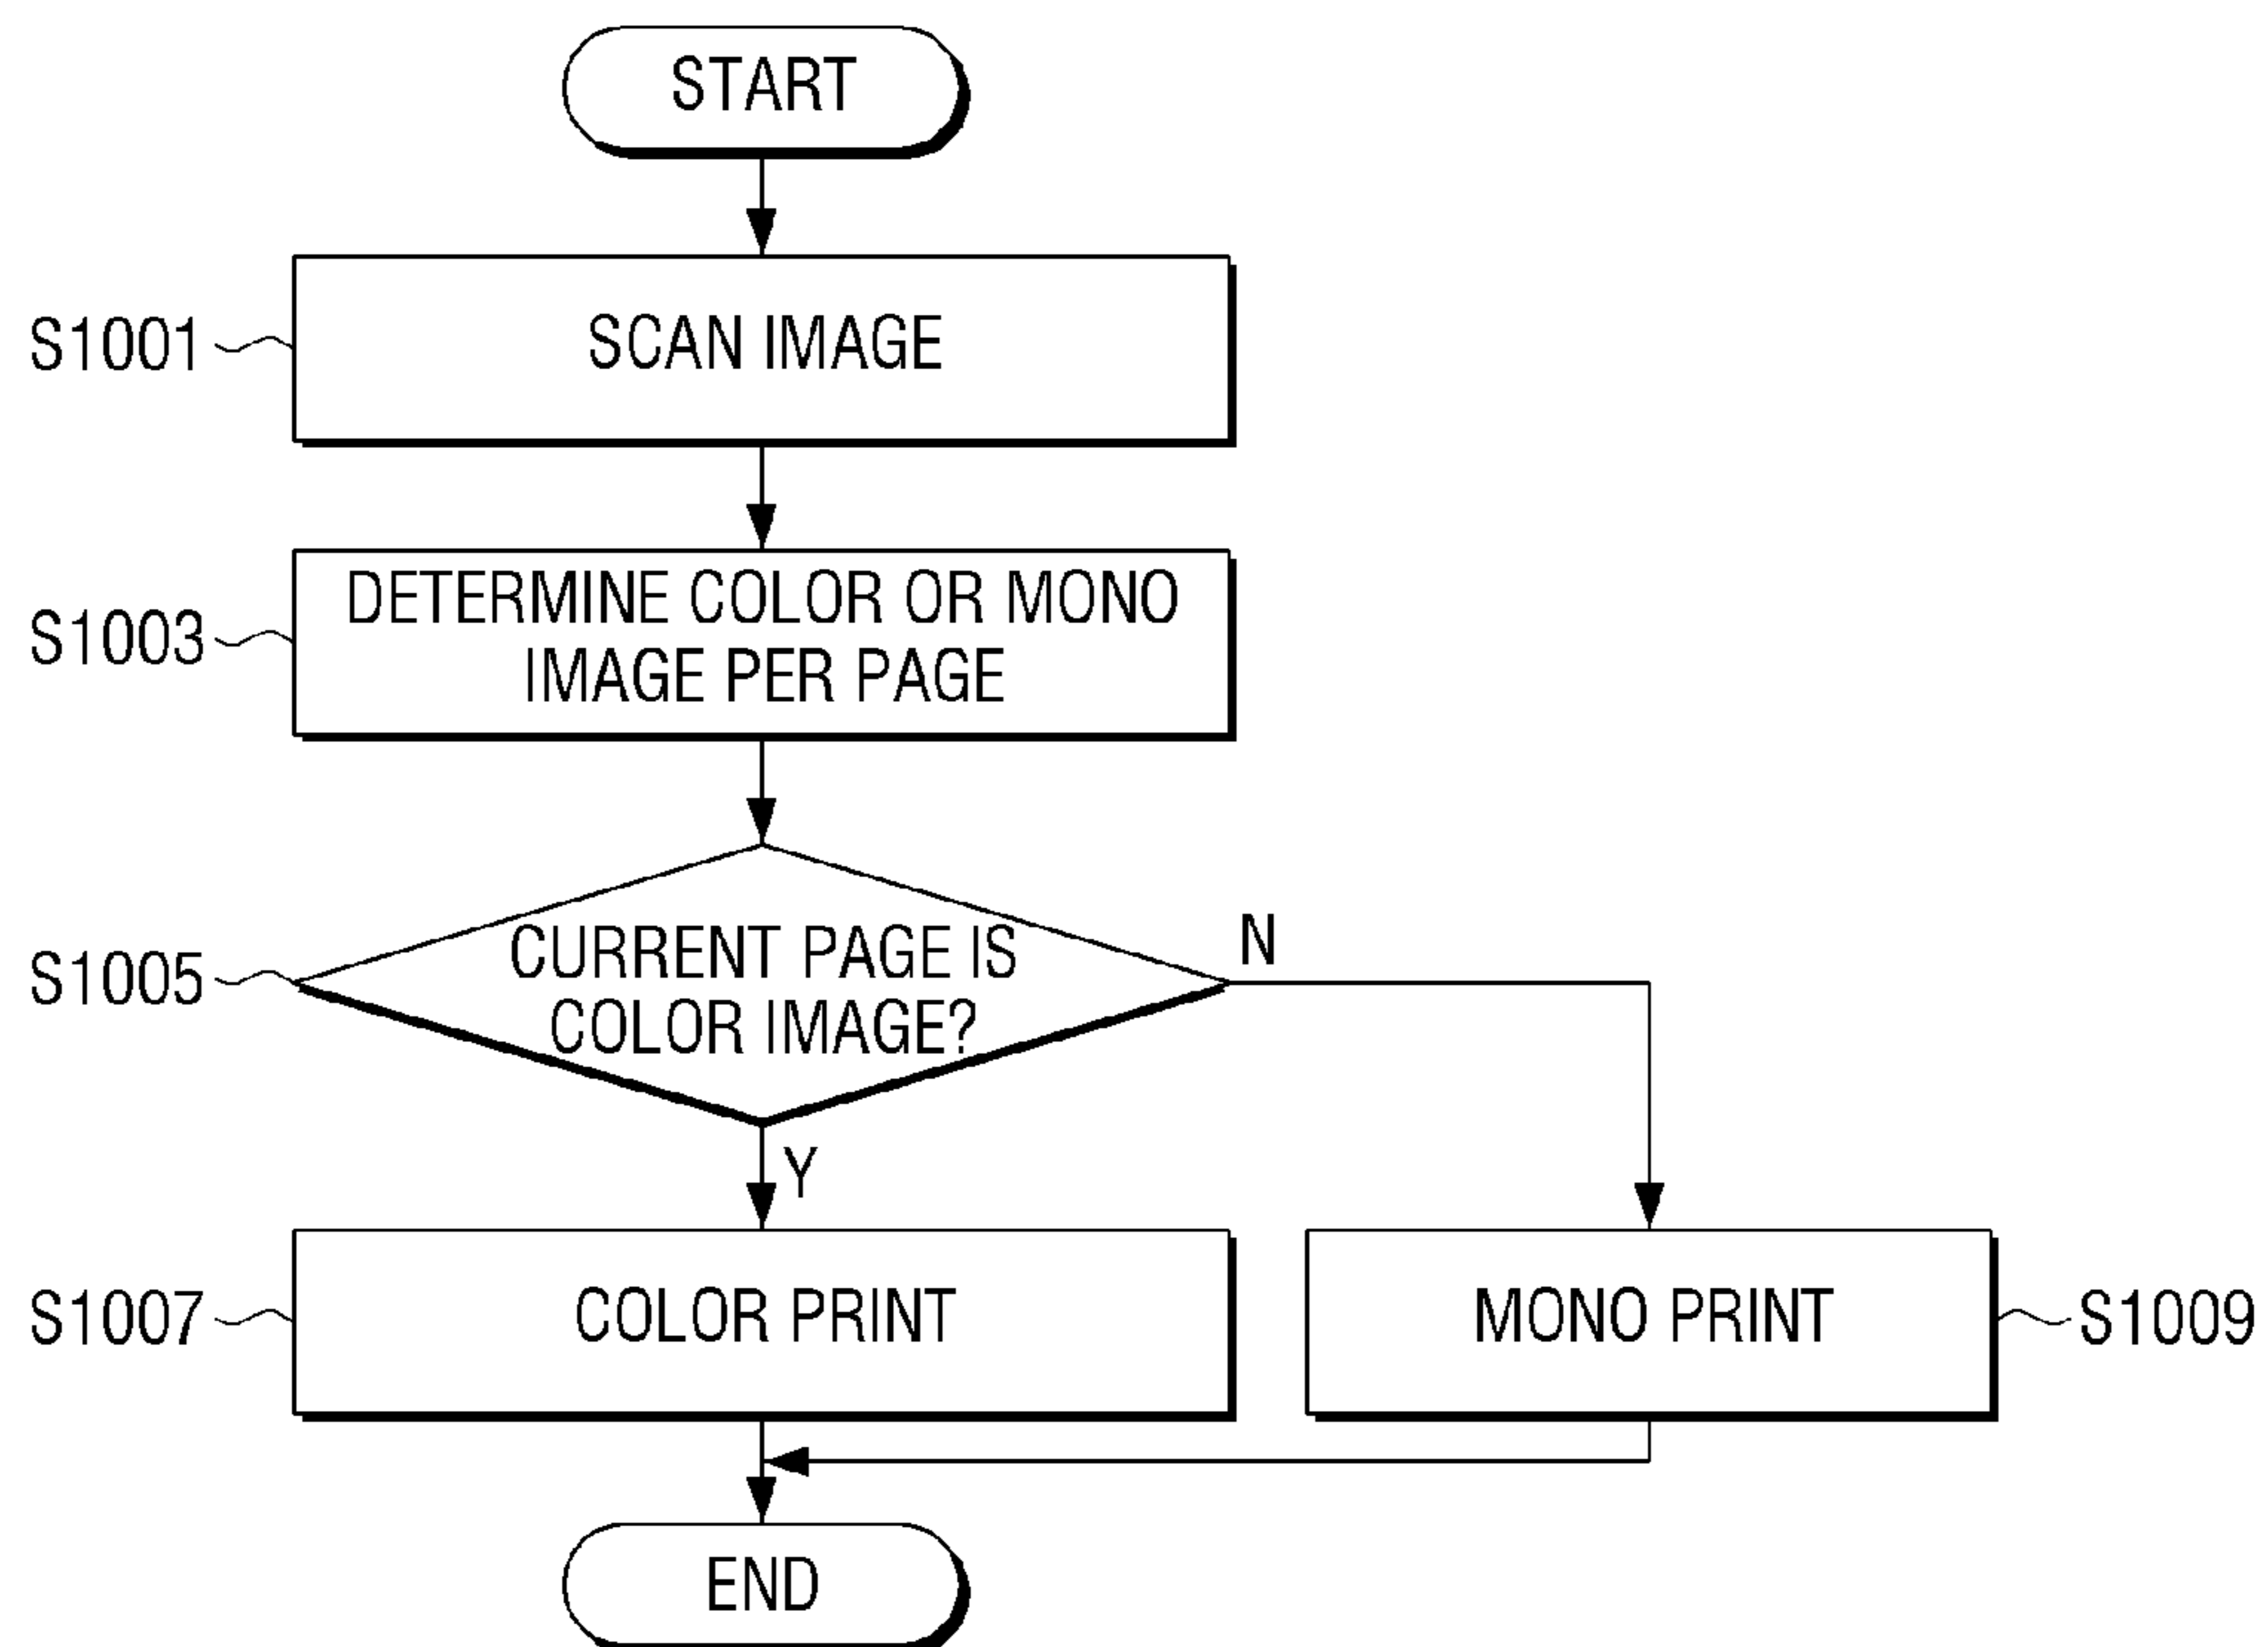 START
S1001
SCAN IMAGE
S1003
DETERMINE COLOR OR MONO
IMAGE PER PAGE
S1005
CURRENT PAGE IS
COLOR IMAGE?
N
Y
S1007
COLOR PRINT
MONO PRINT
S1009
END